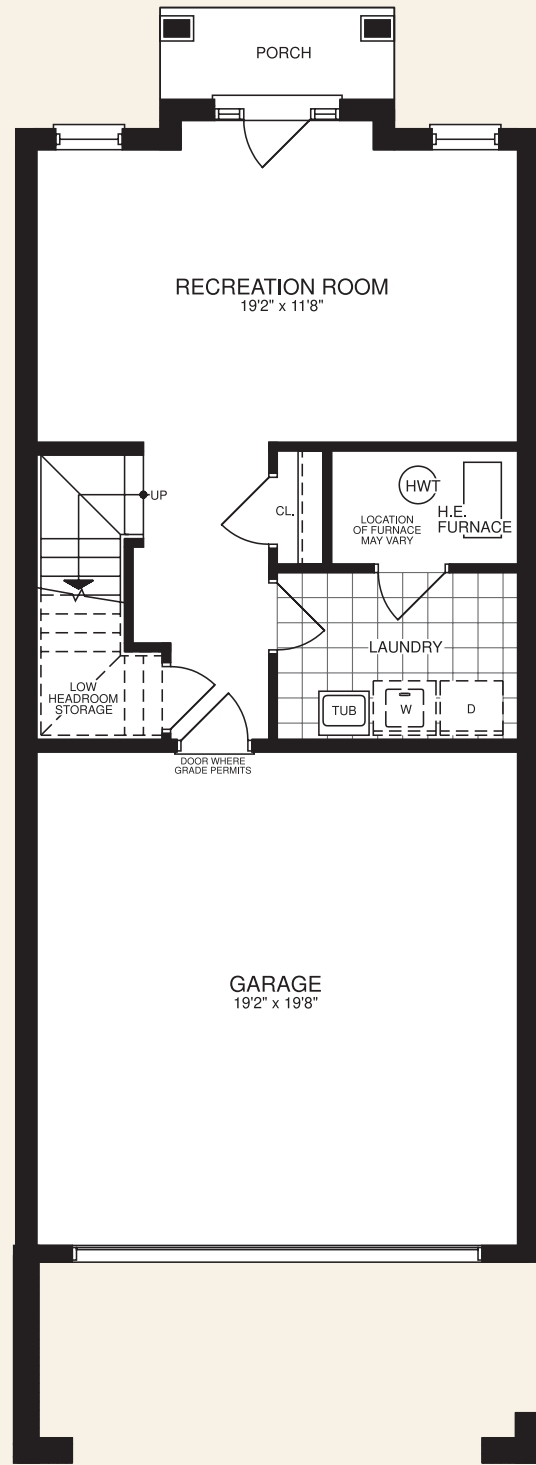 PORCH
RECREATION ROOM
19'2" x 11'8"
UP
CL.
HWT
LOCATION
OF FURNACE
MAY VARY
H.E.
FURNACE
LAUNDRY
LOW
HEADROOM
STORAGE
TUB
W
D
DOOR WHERE
GRADE PERMITS
GARAGE
19'2" x 19'8"